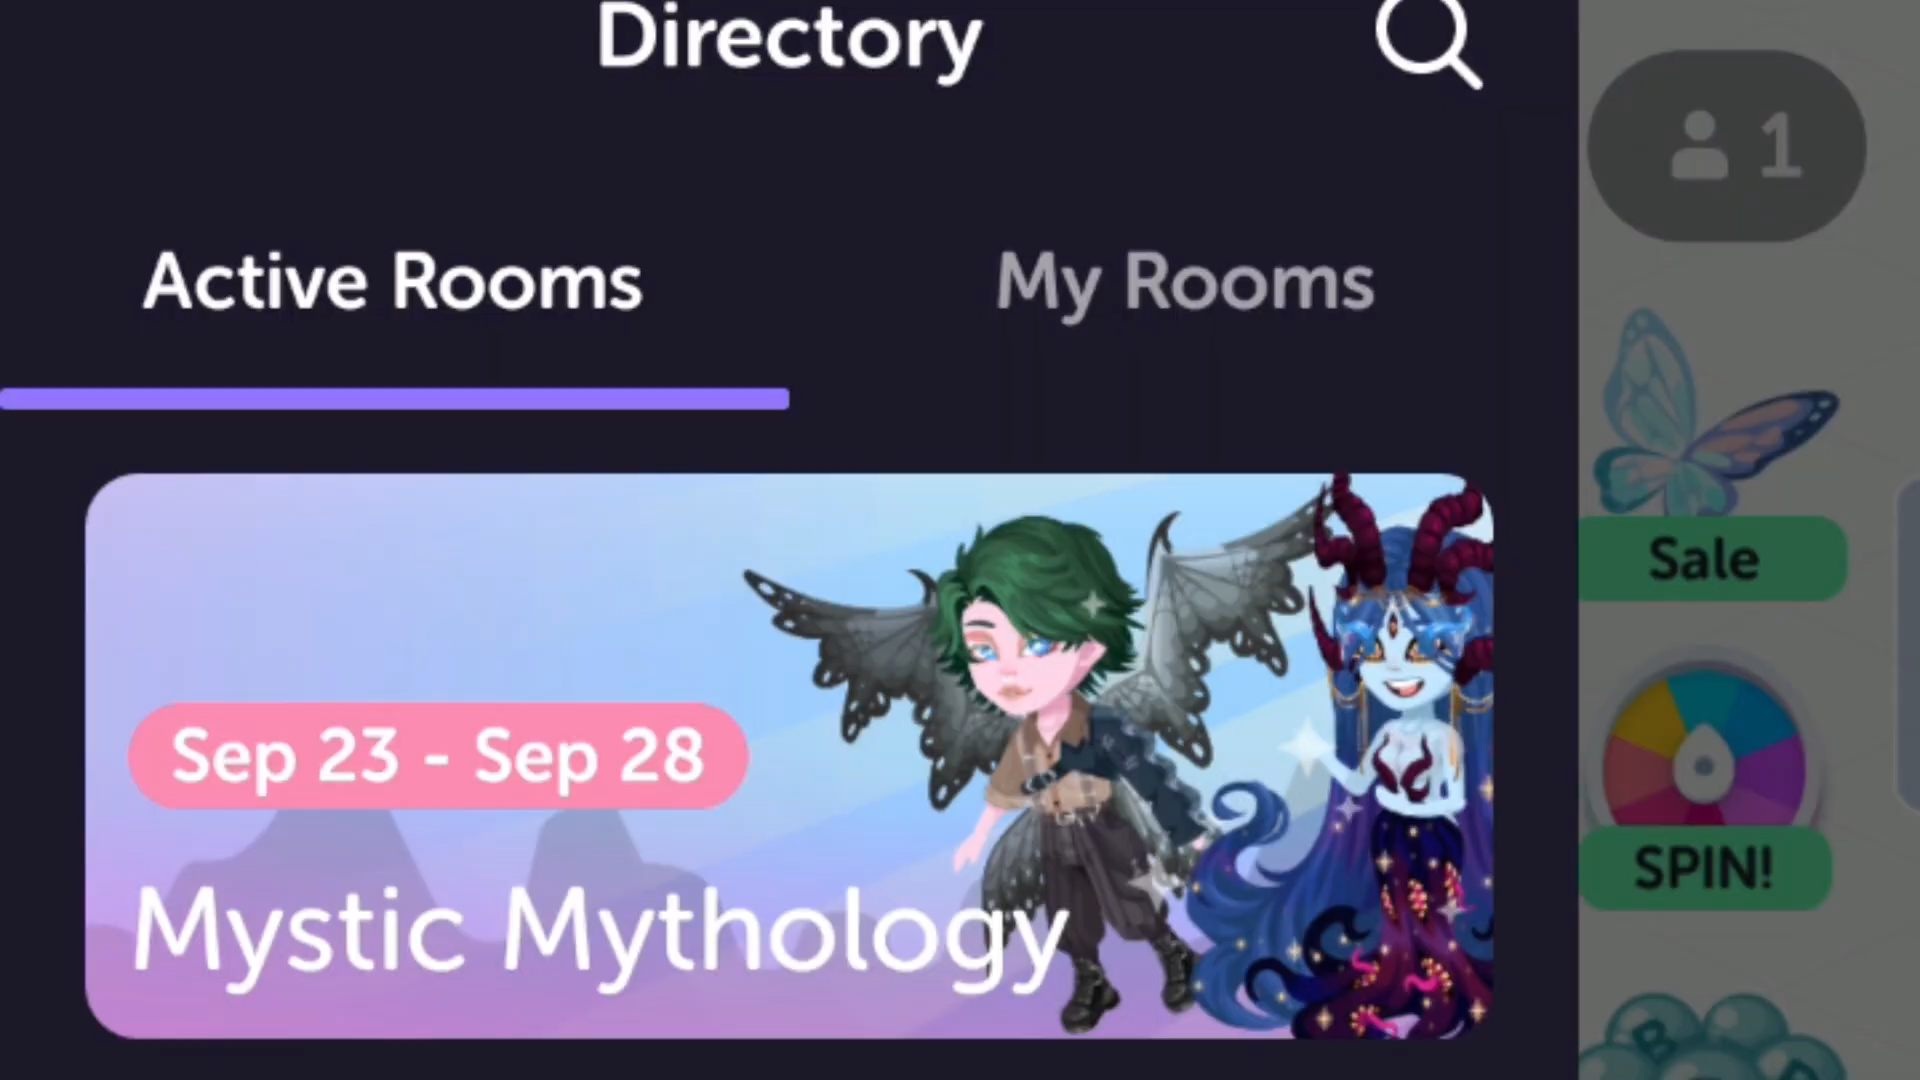 Directory
1
Active Rooms
My Rooms
Sale
Sep 23 - Sep 28
SPIN!
Mystic Mythology
B